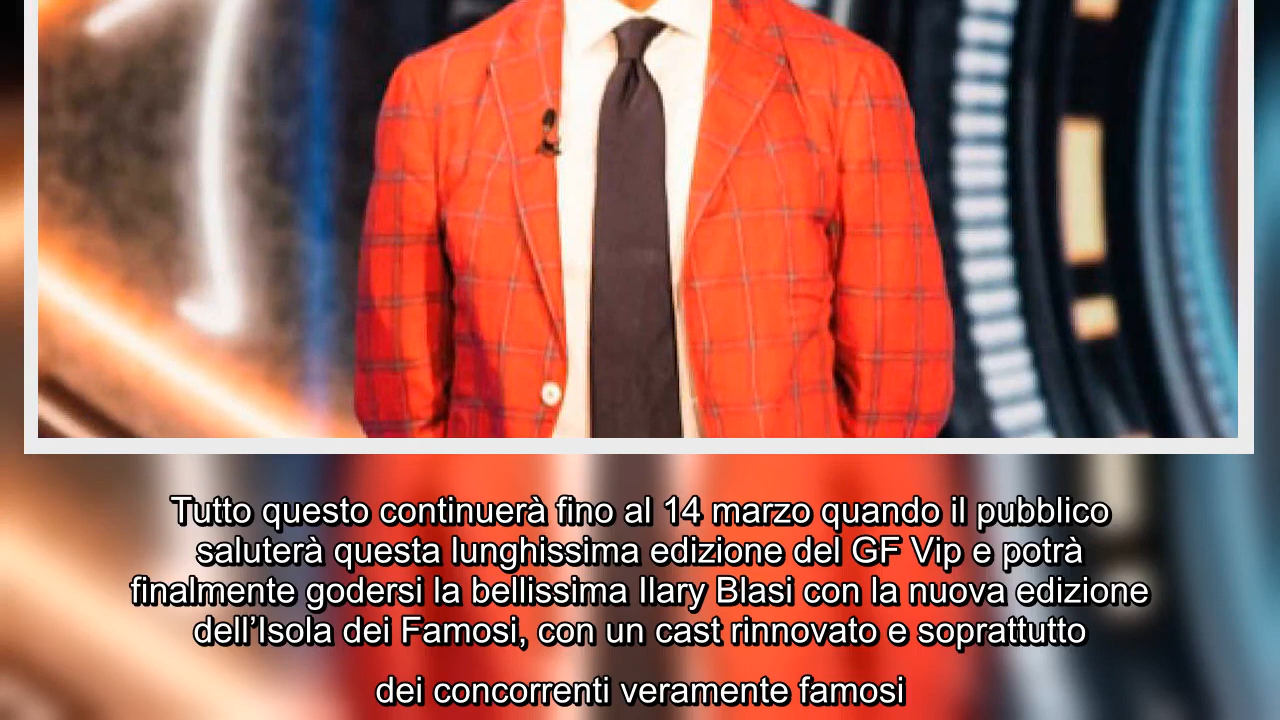 Tutto questo continuerà fino al 14 marzo quando il pubblico
saluterà questa lunghissima edizione del GF Vip e potrà
finalmente godersi la bellissima Ilary Blasi con la nuova edizione
dell’Isola dei Famosi, con un cast rinnovato e soprattutto
dei concorrenti veramente famosi